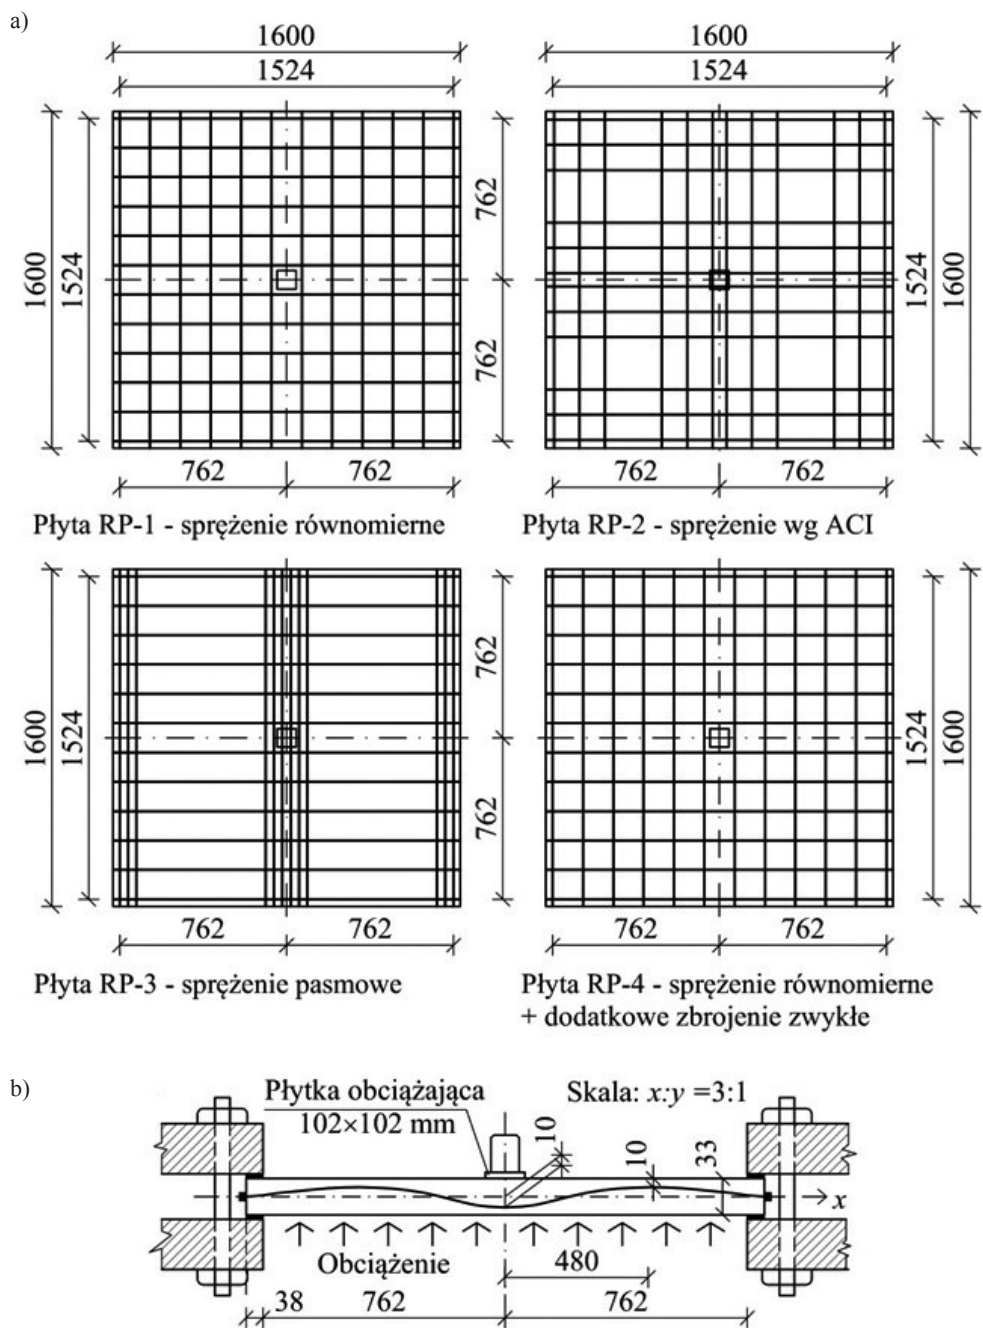 a)
1600
1524
1600
1524
762
762
762
762
Płyta RP-1 - sprężenie równomierne
1600
1524
1524
1600
762
762
Płyta RP-2 - sprężenie wg ACI
1600
1524
762
762
762
762
Płyta RP-3 - sprężenie pasmowe
1524
1600
762
762
Płyta RP-4 - sprężenie równomierne
+ dodatkowe zbrojenie zwykłe
b)
Płytka obciążająca
102×102 mm
Skala: x:y =3:1
10
10
33
x
Obciążenie
480
38
762
762